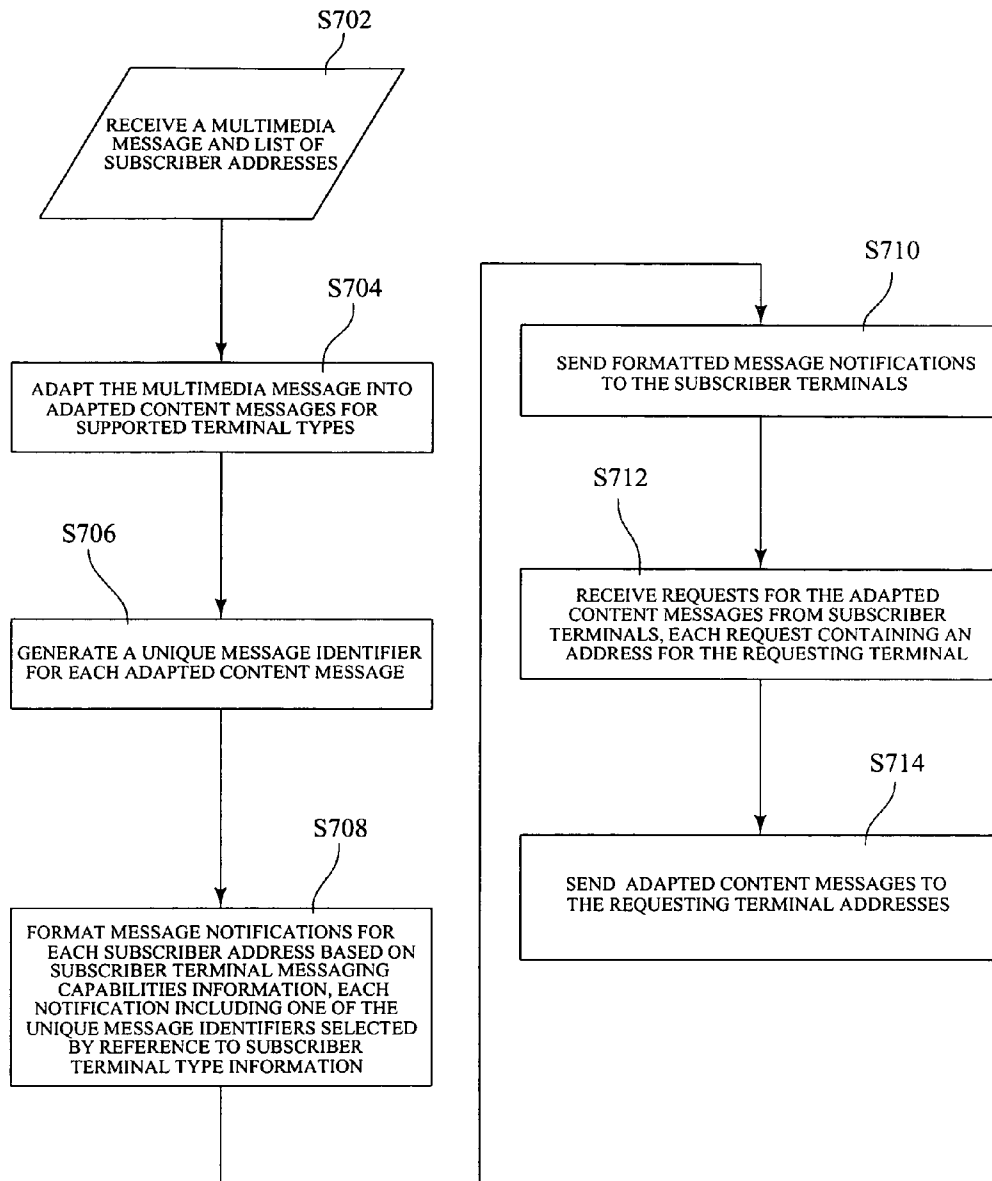 S702
RECEIVE A MULTIMEDIA
MESSAGE AND LIST OF
SUBSCRIBER ADDRESSES
S704
ADAPT THE MULTIMEDIA MESSAGE INTO
ADAPTED CONTENT MESSAGES FOR
SUPPORTED TERMINAL TYPES
S706
GENERATE A UNIQUE MESSAGE IDENTIFIER
FOR EACH ADAPTED CONTENT MESSAGE
S708
FORMAT MESSAGE NOTIFICATIONS FOR
EACH SUBSCRIBER ADDRESS BASED ON
SUBSCRIBER TERMINAL MESSAGING
CAPABILITIES INFORMATION, EACH
NOTIFICATION INCLUDING ONE OF THE
UNIQUE MESSAGE IDENTIFIERS SELECTED
BY REFERENCE TO SUBSCRIBER
TERMINAL TYPE INFORMATION
S710
SEND FORMATTED MESSAGE NOTIFICATIONS
TO THE SUBSCRIBER TERMINALS
S712
RECEIVE REQUESTS FOR THE ADAPTED
CONTENT MESSAGES FROM SUBSCRIBER
TERMINALS, EACH REQUEST CONTAINING AN
ADDRESS FOR THE REQUESTING TERMINAL
S714
SEND ADAPTED CONTENT MESSAGES TO
THE REQUESTING TERMINAL ADDRESSES